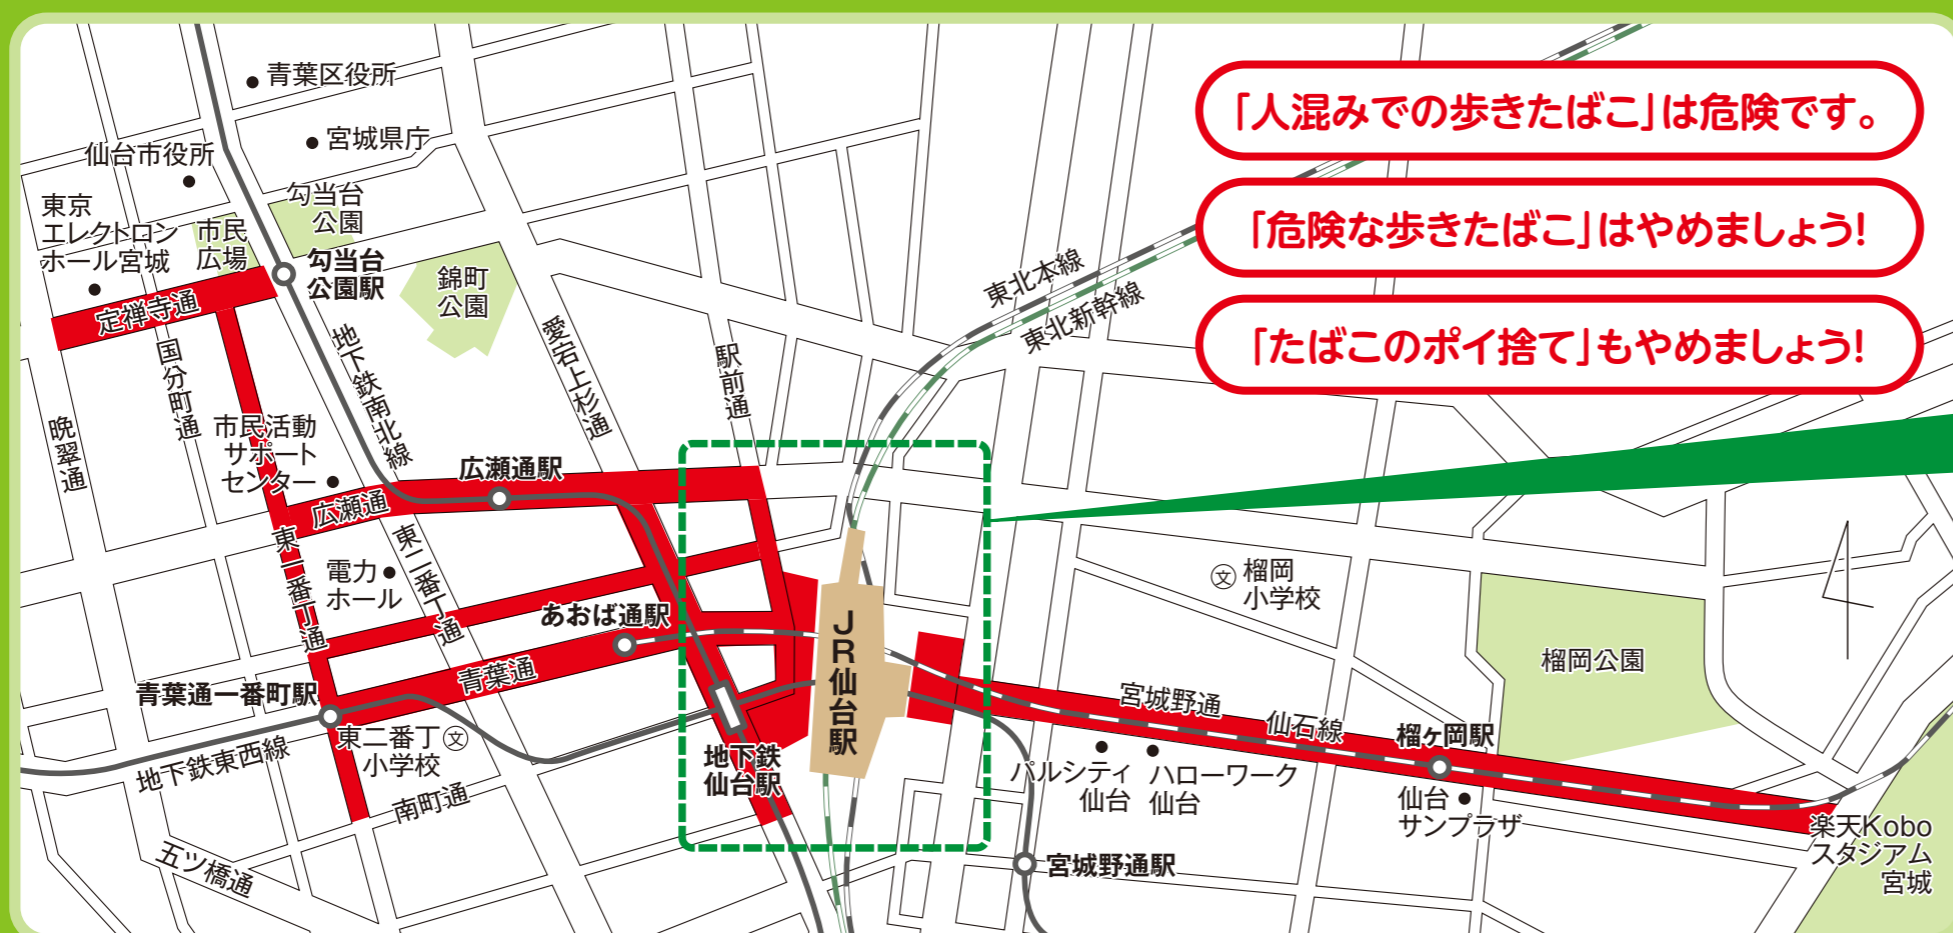 「人混みでの歩きたばこ」は危険です。
「危険な歩きたばこ」はやめましょう!
「たばこのポイ捨て」もやめましょう!
青葉区役所
宮城県庁
仙台市役所
勾当台
公園
東京
エレクトロン
ホール宮城
市民
広場
勾当台
公園駅
錦町
公園
定禅寺通
国分町通
地下鉄南北線
愛宕上杉通
駅前通
東北本線
東北新幹線
晩翠通
市民活動
サポート
センター
広瀬通駅
広瀬通
東一番丁通
東二番丁通
電力
ホール
あおば通駅
青葉通
青葉通一番町駅
地下鉄東西線
東二番丁
小学校
文
南町通
五ツ橋通
地下鉄
仙台駅
JR仙台駅
文
榴岡
小学校
榴岡公園
宮城野通
仙石線
榴ヶ岡駅
パルシティ
仙台
ハローワーク
仙台
仙台
サンプラザ
宮城野通駅
楽天Kobo
スタジアム
宮城